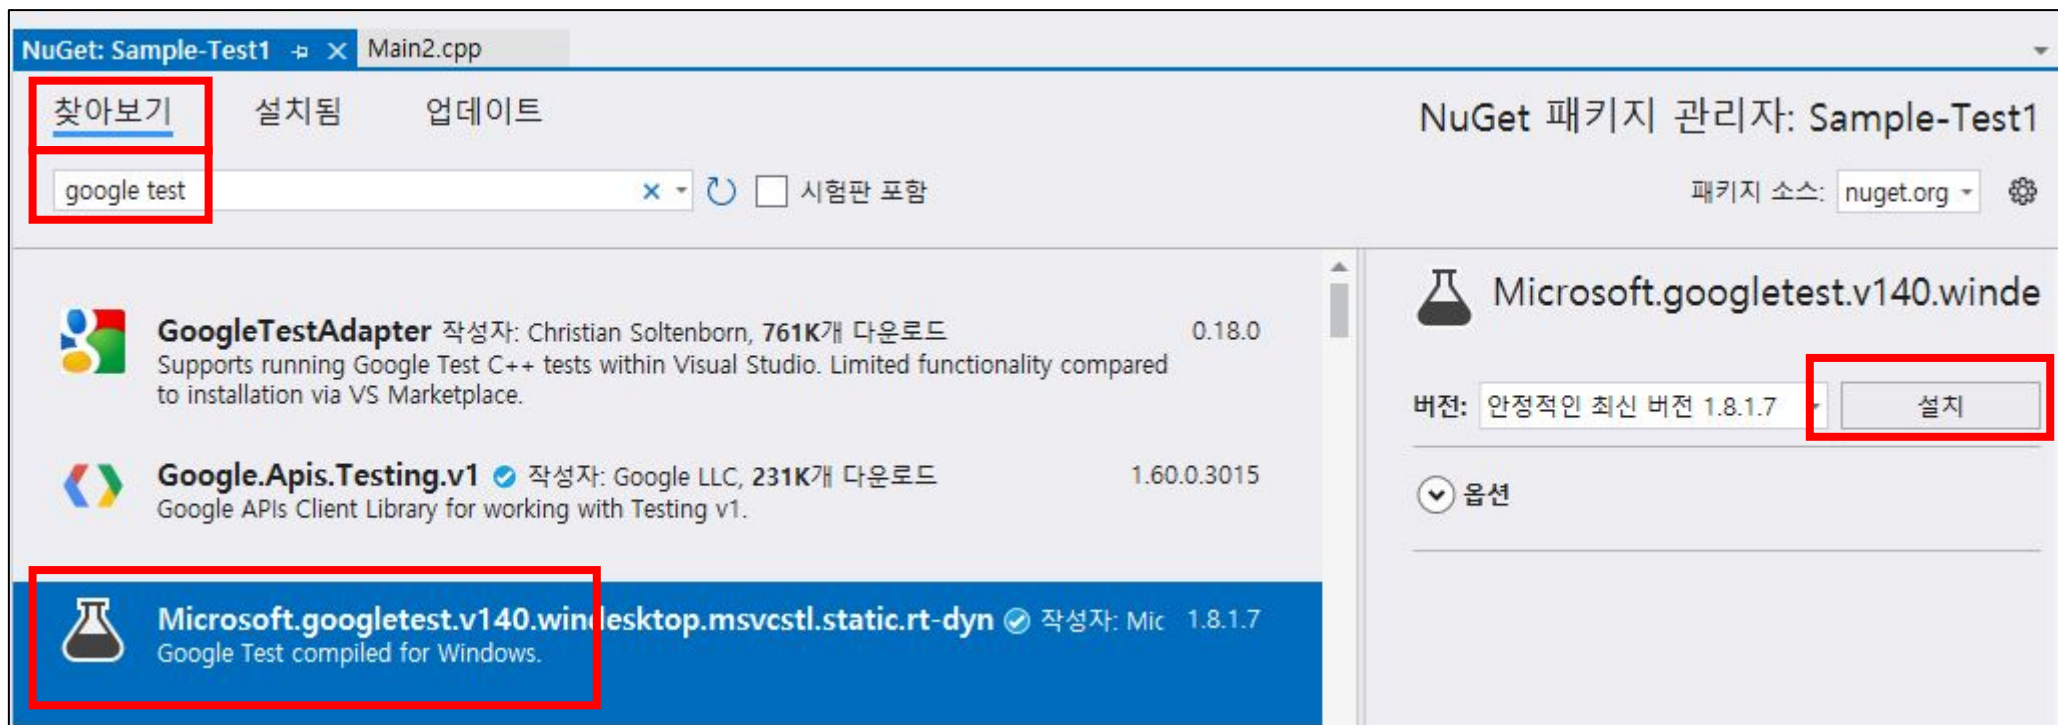 NuGet: Sample-Test1
Main2.cpp
찾아보기 설치됨 업데이트
NuGet 패키지 관리자: Sample-Test1
google test
시험판 포함
패키지 소스: nuget.org
GoogleTestAdapter 작성자: Christian Soltenborn, 761K개 다운로드 0.18.0
Supports running Google Test C++ tests within Visual Studio. Limited functionality compared
to installation via VS Marketplace.
Google.Apis.Testing.v1 작성자: Google LLC, 231K개 다운로드 1.60.0.3015
Google APIs Client Library for working with Testing v1.
Microsoft.googletest.v140.windesktop.msvcstl.static.rt-dyn 작성자: Mic 1.8.1.7
Google Test compiled for Windows.
Microsoft.googletest.v140.winde
버전: 안정적인 최신 버전 1.8.1.7 설치
옵션